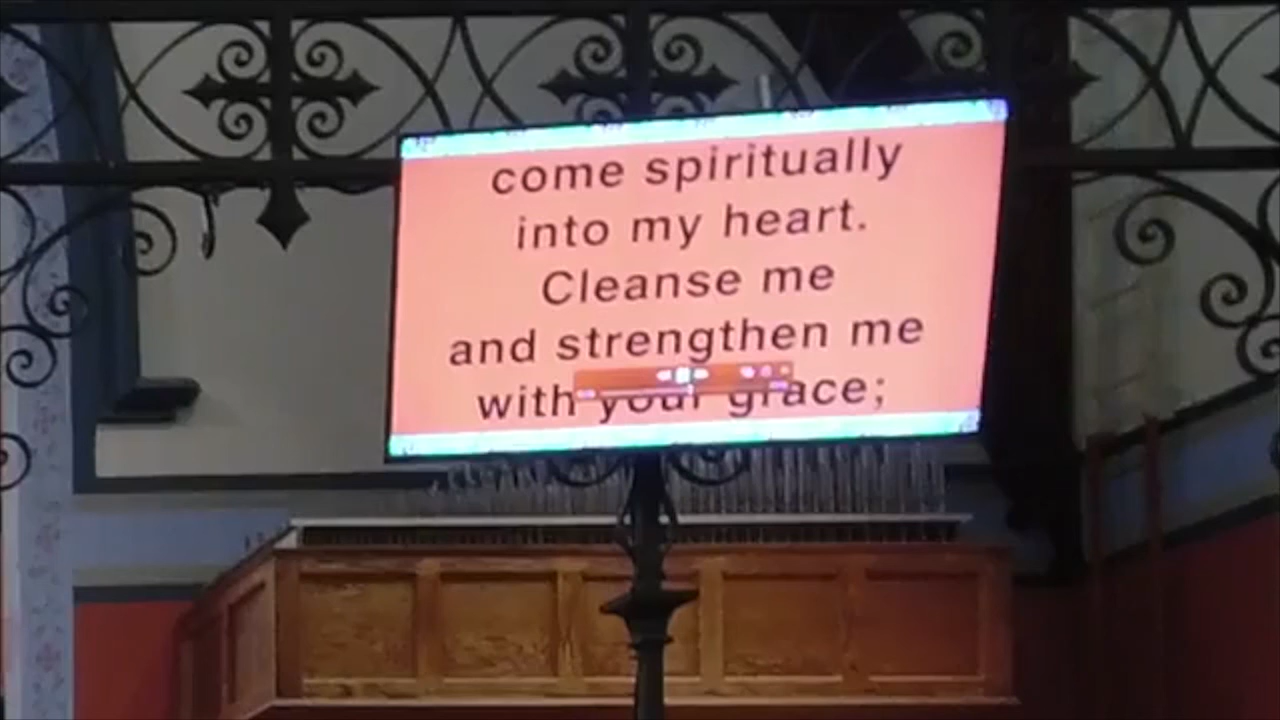 come spiritually
into my heart.
Cleanse me
and strengthen me
with your grace;